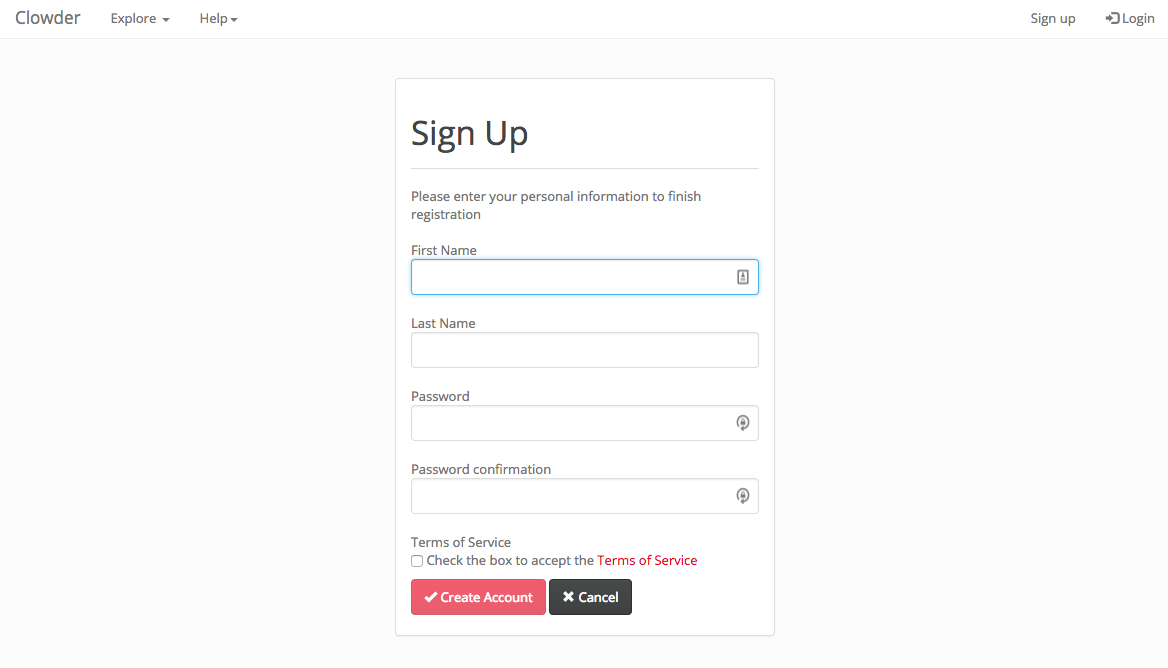 Clowder Explore Help Sign up Login
Sign Up
Please enter your personal information to finish
registration
First Name
Last Name
Password
Password confirmation
Terms of Service
Check the box to accept the Terms of Service
Create Account Cancel